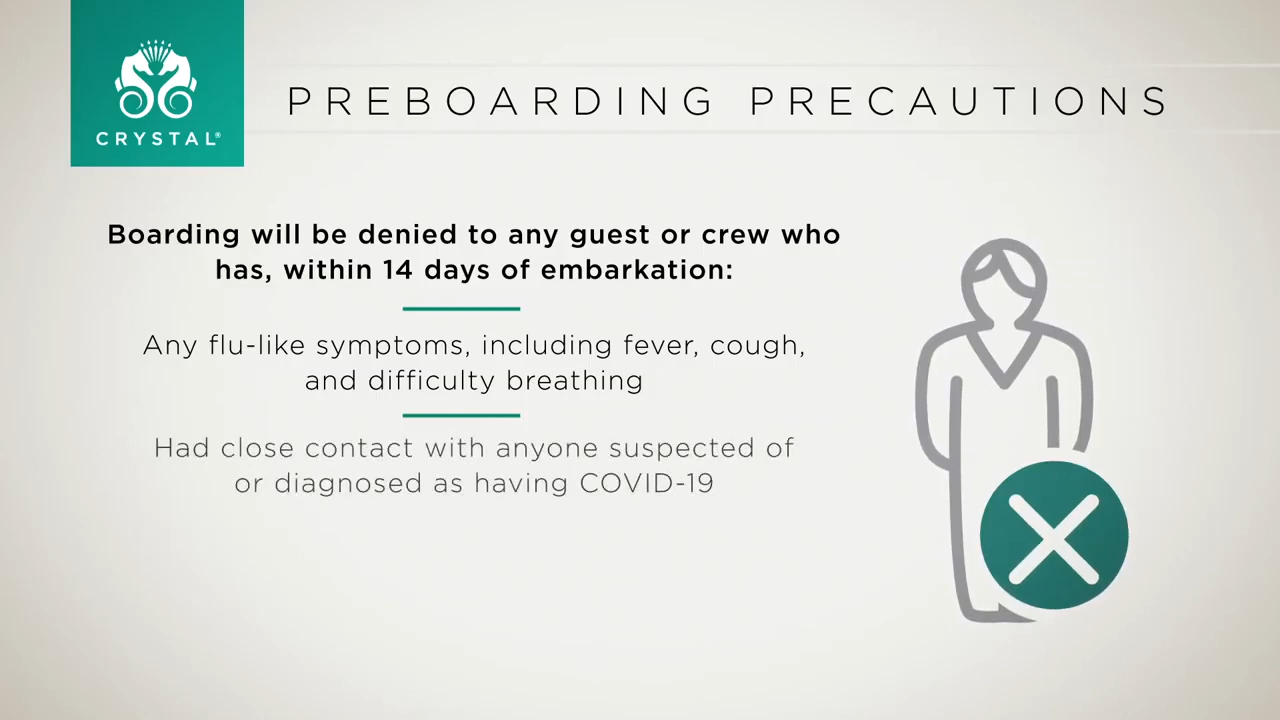 CRYSTAL®
PREBOARDING PRECAUTIONS
Boarding will be denied to any guest or crew who
has, within 14 days of embarkation:
Any flu-like symptoms, including fever, cough,
and difficulty breathing
Had close contact with anyone suspected of
or diagnosed as having COVID-19